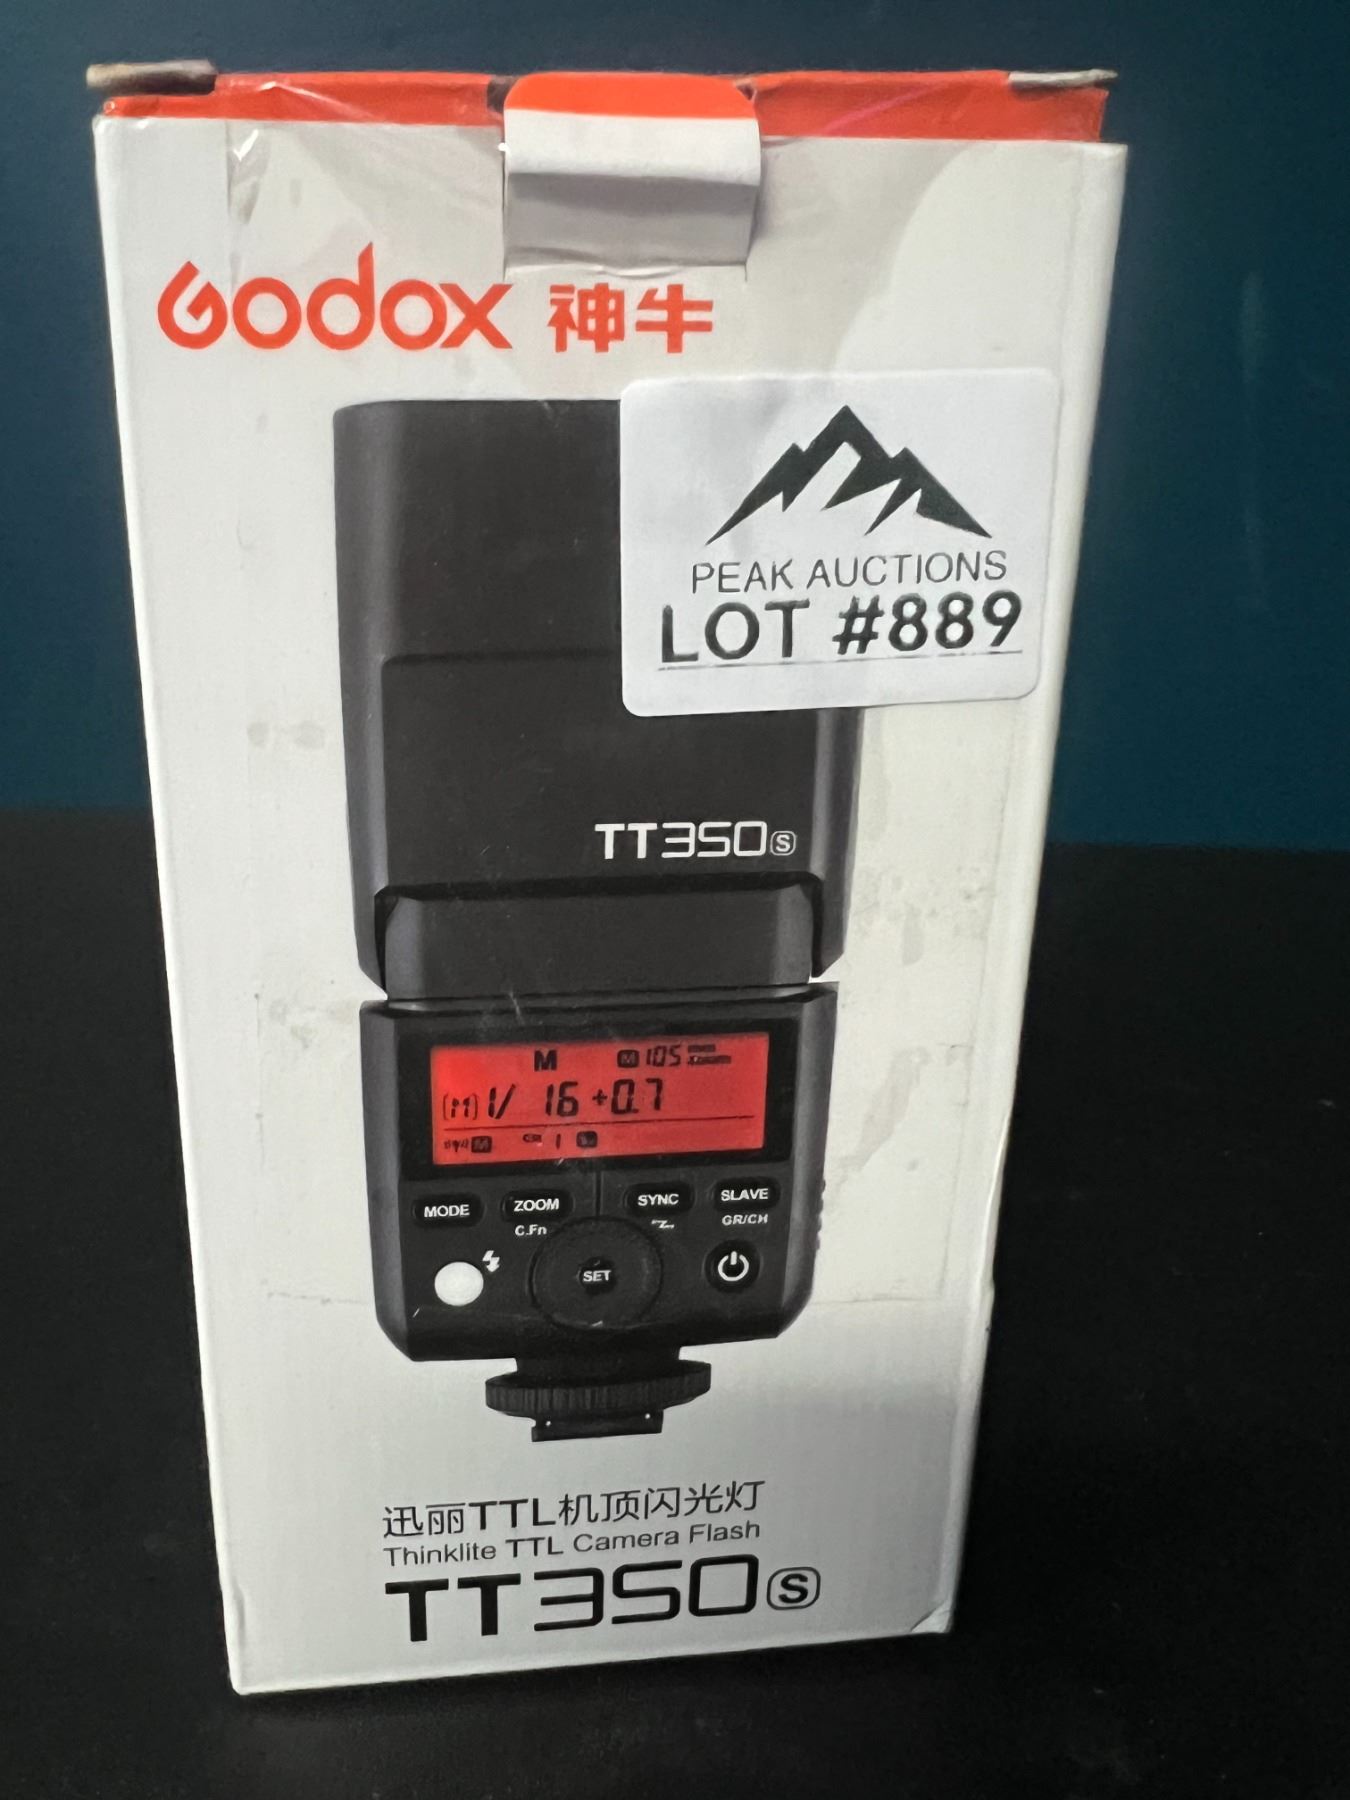 Godox 神牛
PEAK AUCTIONS
LOT #889
TT350S
M M 105
(M) 1/ 16 +0.7
M 1
MODE ZOOM SYNC SLAVE
C.Fn GR/CH
SET
迅丽TTL机顶闪光灯
Thinklite TTL Camera Flash
TT350S